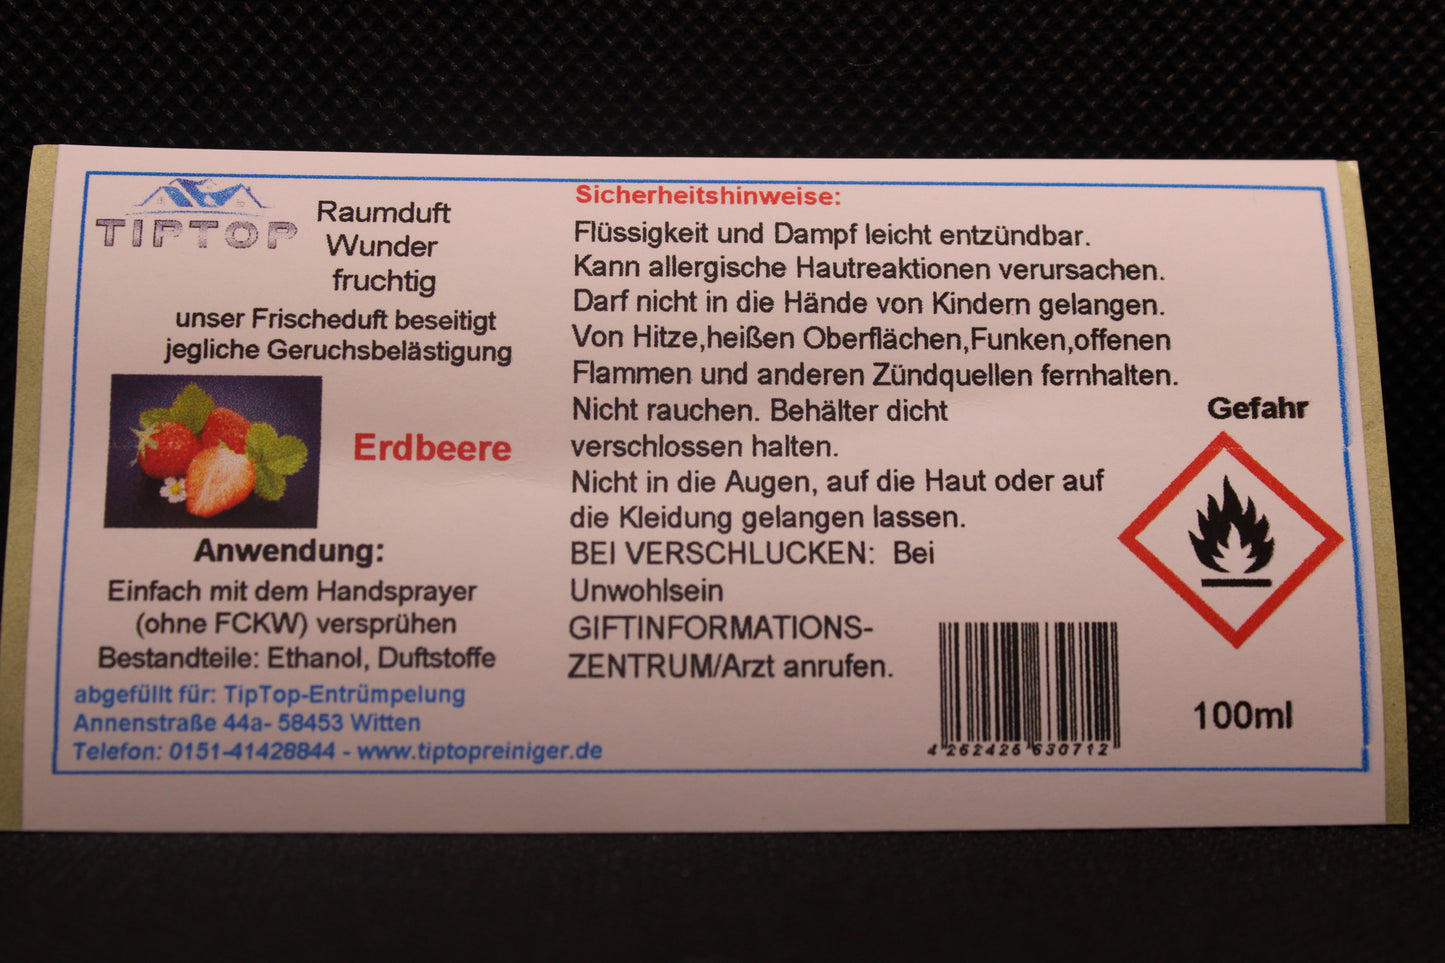 TIPTOP
Raumduft
Wunder
fruchtig
unser Frischeduft beseitigt
jegliche Geruchsbelästigung
Erdbeere
Anwendung:
Einfach mit dem Handsprayer
(ohne FCKW) versprühen
Bestandteile: Ethanol, Duftstoffe
abgefüllt für: TipTop-Entrümpelung
Annenstraße 44a- 58453 Witten
Telefon: 0151-41428844 - www.tiptopreiniger.de
Sicherheitshinweise:
Flüssigkeit und Dampf leicht entzündbar.
Kann allergische Hautreaktionen verursachen.
Darf nicht in die Hände von Kindern gelangen.
Von Hitze,heißen Oberflächen,Funken,offenen
Flammen und anderen Zündquellen fernhalten.
Nicht rauchen. Behälter dicht
verschlossen halten.
Nicht in die Augen, auf die Haut oder auf
die Kleidung gelangen lassen.
BEI VERSCHLUCKEN: Bei
Unwohlsein
GIFTINFORMATIONS-
ZENTRUM/Arzt anrufen.
4 262426 630712
Gefahr
100ml